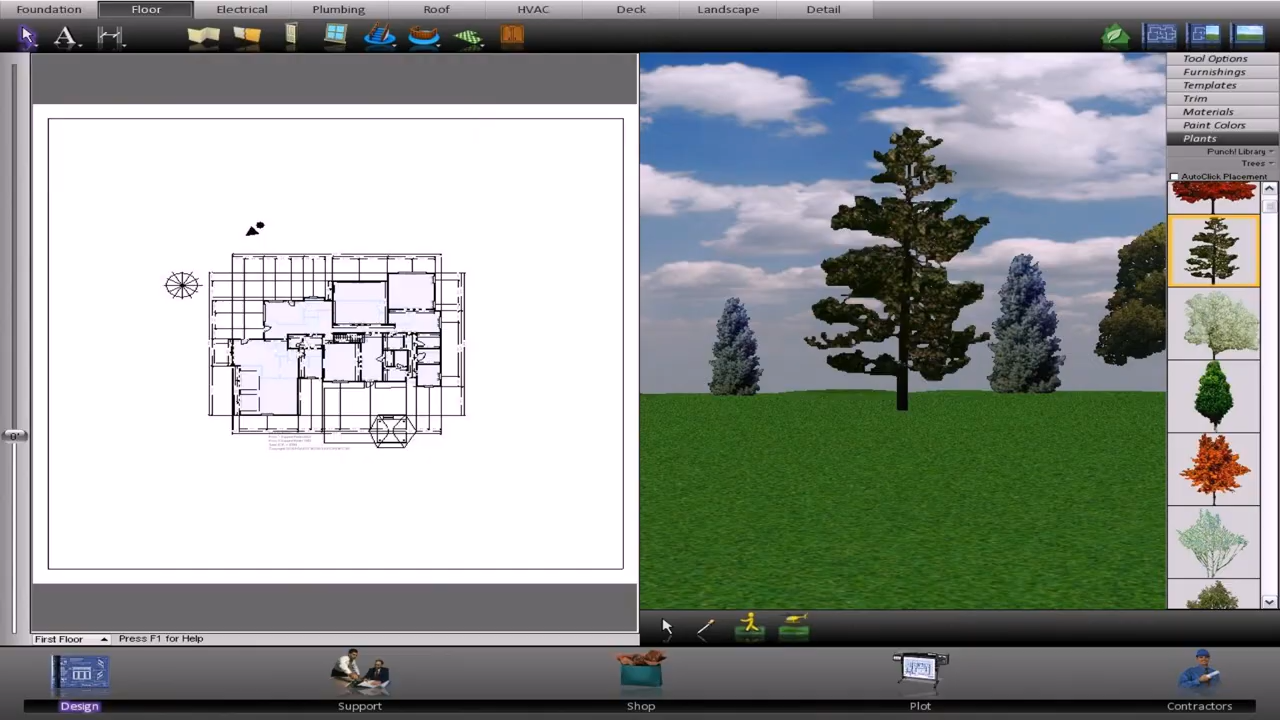 Foundation
Floor
Electrical
Plumbing
Roof
HVAC
Deck
Landscape
Detail
Tool Options
Furnishings
Templates
Trim
Materials
Paint Colors
Plants
Punch! Library
Trees
AutoClick Placement
0'
First Floor
Press F1 for Help
Design
Support
Shop
Plot
Contractors